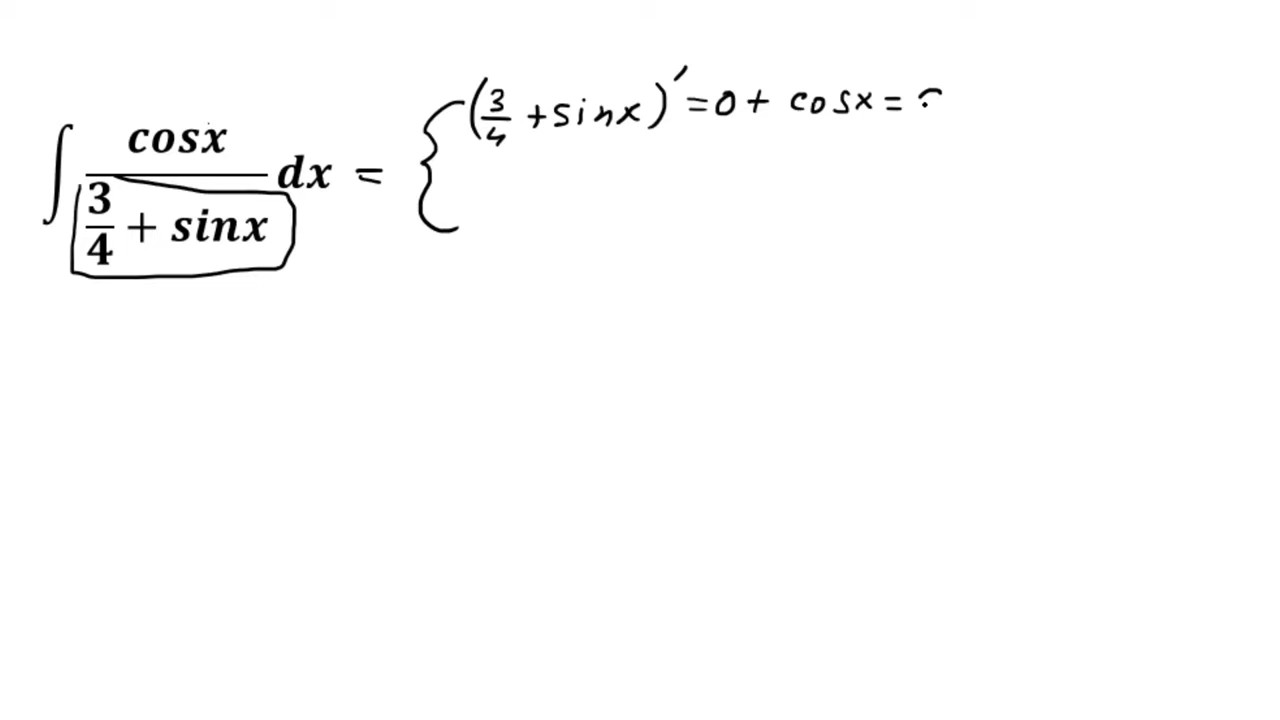 ∫ cosx / (3/4 + sinx) dx = { (3/4 + sinx)' = 0 + cosx =